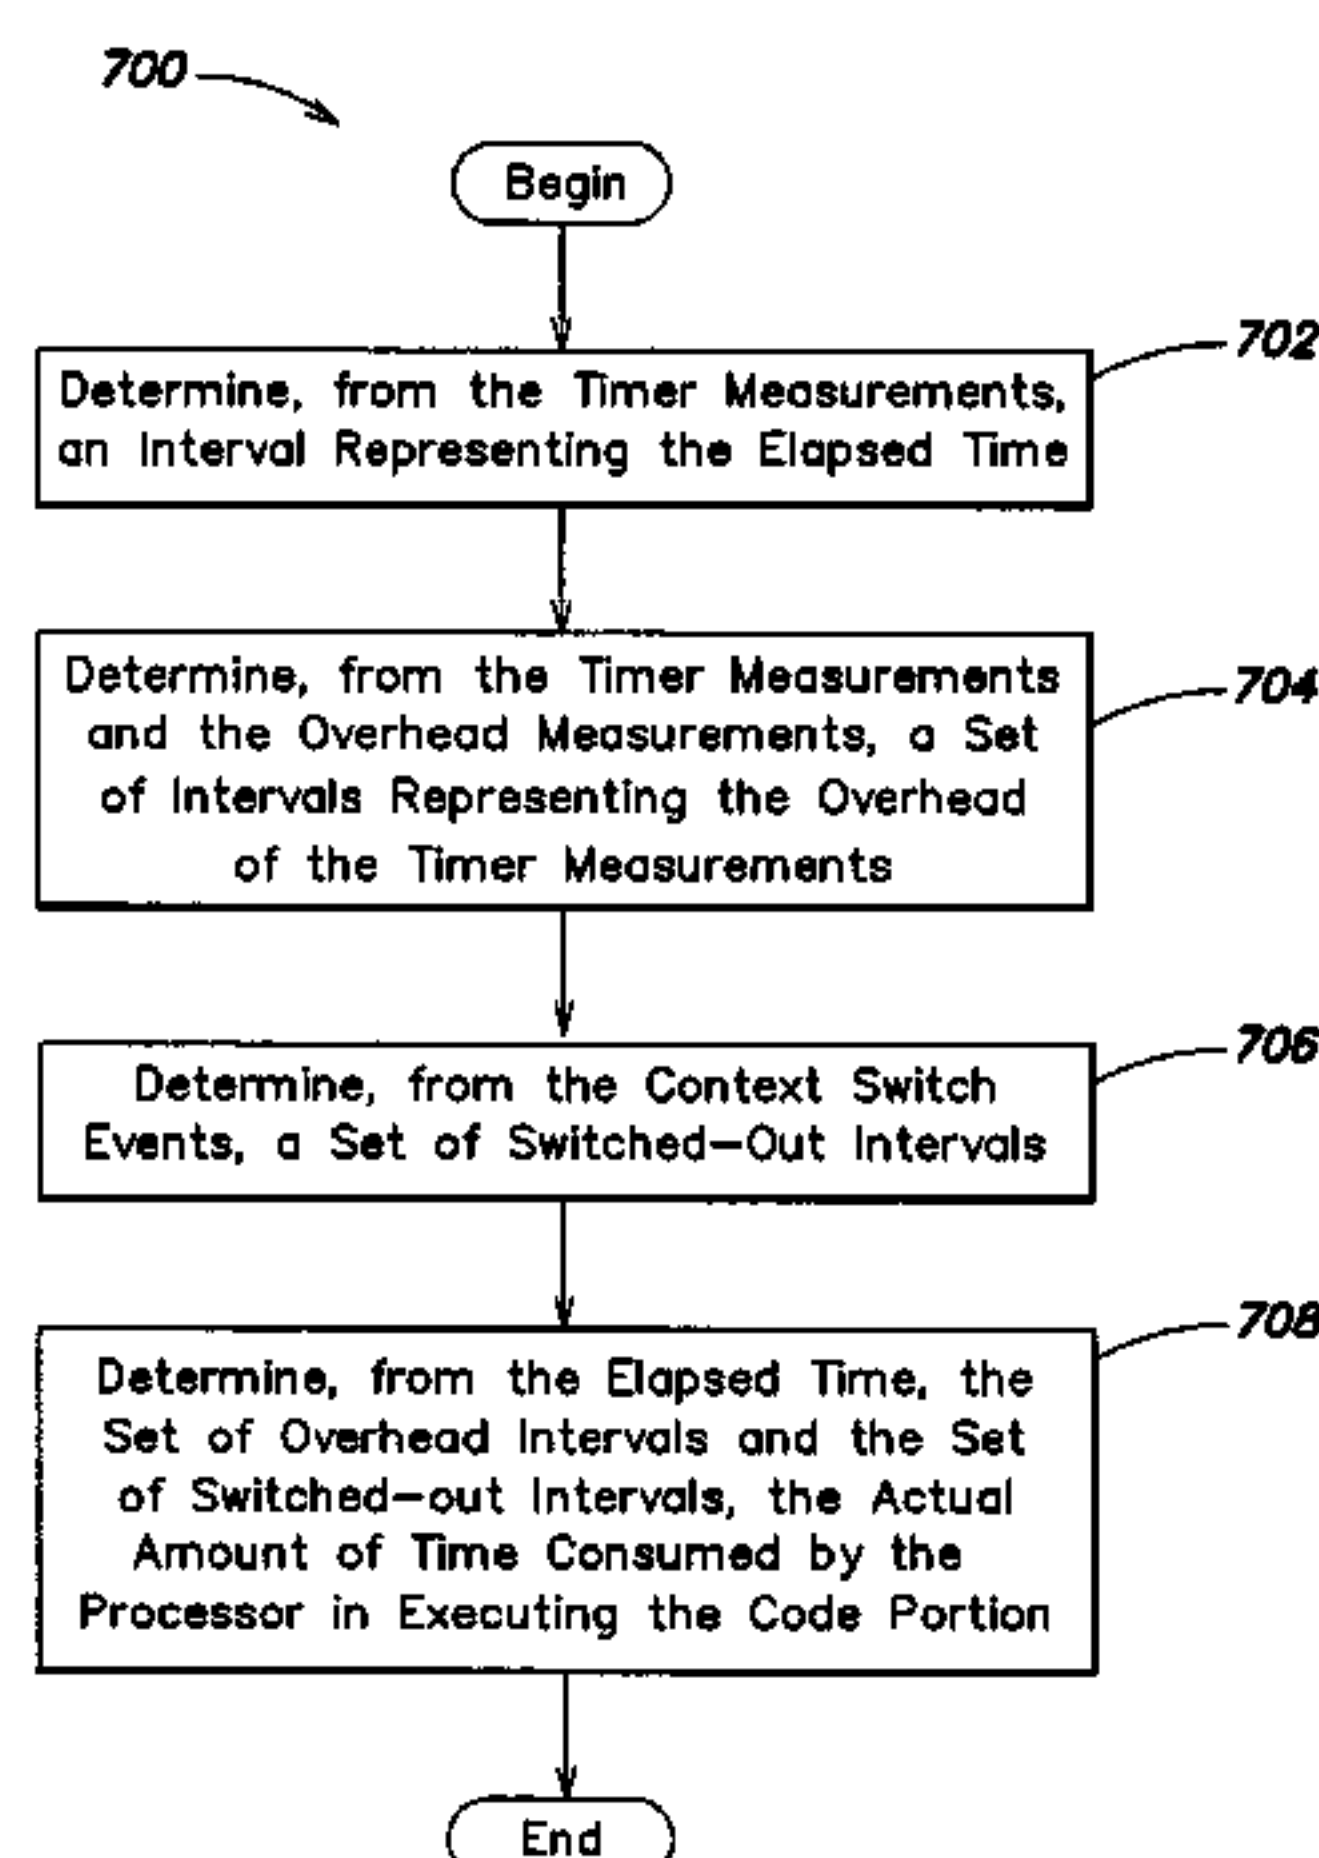 700
Begin
702
Determine, from the Timer Measurements,
an Interval Representing the Elapsed Time
704
Determine, from the Timer Measurements
and the Overhead Measurements, a Set
of Intervals Representing the Overhead
of the Timer Measurements
706
Determine, from the Context Switch
Events, a Set of Switched-Out Intervals
708
Determine, from the Elapsed Time, the
Set of Overhead Intervals and the Set
of Switched-out Intervals, the Actual
Amount of Time Consumed by the
Processor in Executing the Code Portion
End